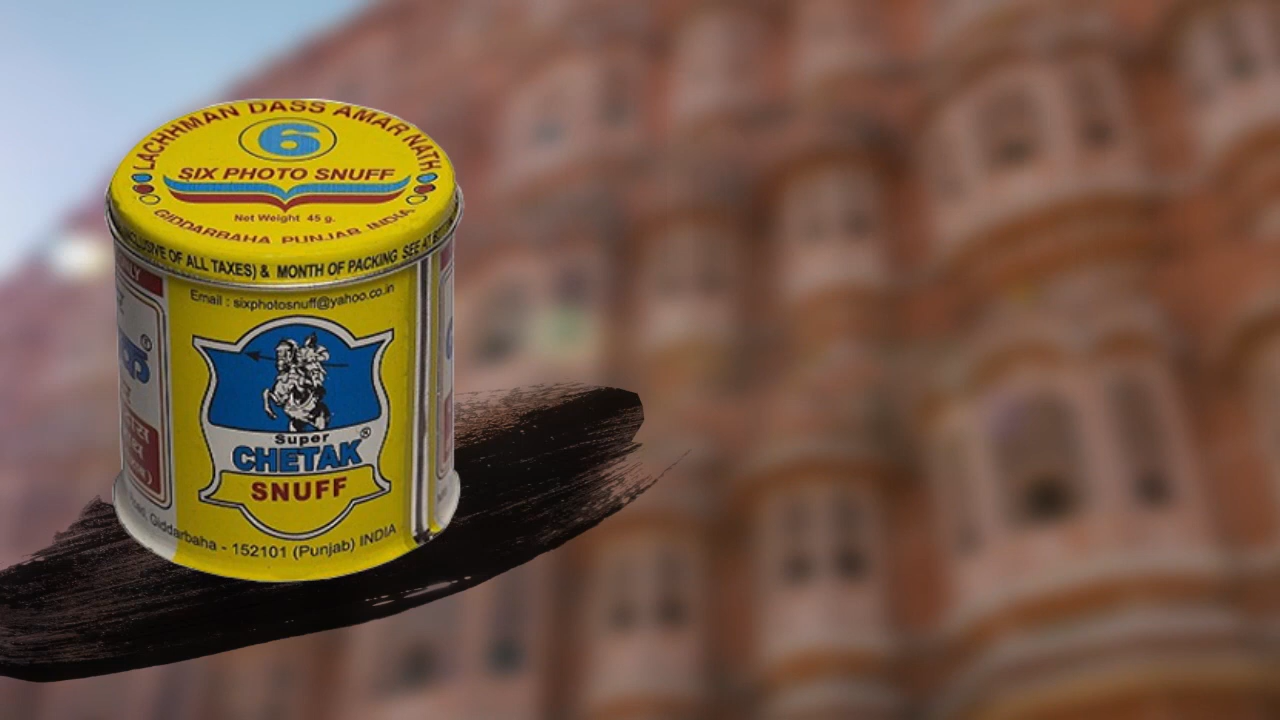 LACHHMAN DASS AMAR NATH
6
SIX PHOTO SNUFF
Net Weight 45 g.
GIDDARBAHA PUNJAB INDIA
OF ALL TAXES) & MONTH OF PACKING SEE AT
Email : sixphotosnuff@yahoo.co.in
Super
CHETAK®
SNUFF
Giddarbaha - 152101 (Punjab) INDIA